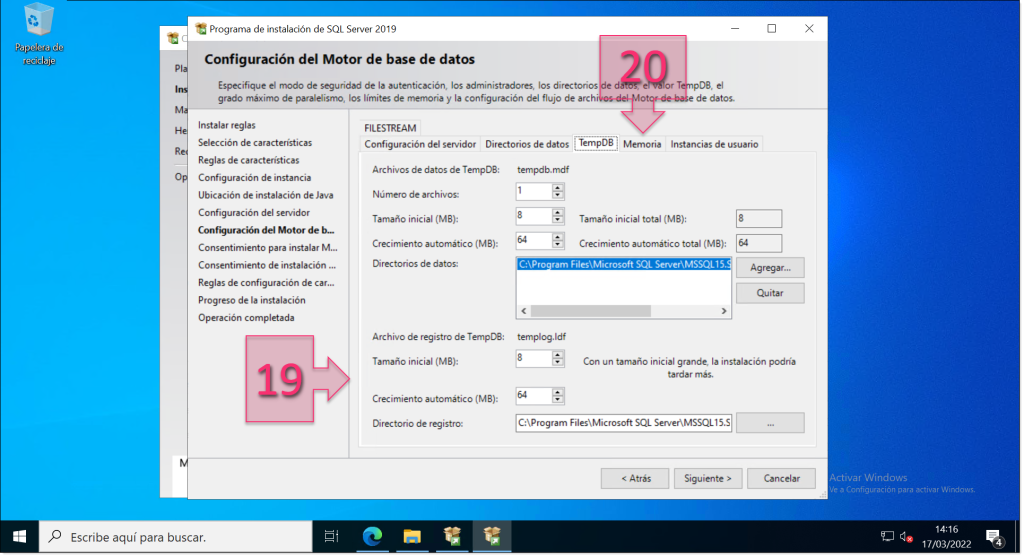 Papelera de
reciclaje
Programa de instalación de SQL Server 2019
Configuración del Motor de base de datos
Especifique el modo de seguridad de la autenticación, los administradores, los directorios de datos, el valor TempDB, el
grado máximo de paralelismo, los límites de memoria y la configuración del flujo de archivos del Motor de base de datos.
20
Pla
Ins
Ma
He
Op
M
Instalar reglas
Selección de características
Reglas de características
Configuración de instancia
Ubicación de instalación de Java
Configuración del servidor
Configuración del Motor de b...
Consentimiento para instalar M...
Consentimiento de instalación ...
Reglas de configuración de car...
Progreso de la instalación
Operación completada
19
FILESTREAM
Configuración del servidor Directorios de datos TempDB Memoria Instancias de usuario
Archivos de datos de TempDB: tempdb.mdf
Número de archivos: 1
Tamaño inicial (MB): 8 Tamaño inicial total (MB): 8
Crecimiento automático (MB): 64 Crecimiento automático total (MB): 64
Directorios de datos: C:\Program Files\Microsoft SQL Server\MSSQL15.S Agregar...
Quitar
Archivo de registro de TempDB: templog.ldf
Tamaño inicial (MB): 8 Con un tamaño inicial grande, la instalación podría
tardar más.
Crecimiento automático (MB): 64
Directorio de registro: C:\Program Files\Microsoft SQL Server\MSSQL15.S ...
< Atrás Siguiente > Cancelar
Activar Windows
Ve a Configuración para activar Windows.
Escribe aquí para buscar.
14:16
17/03/2022
4